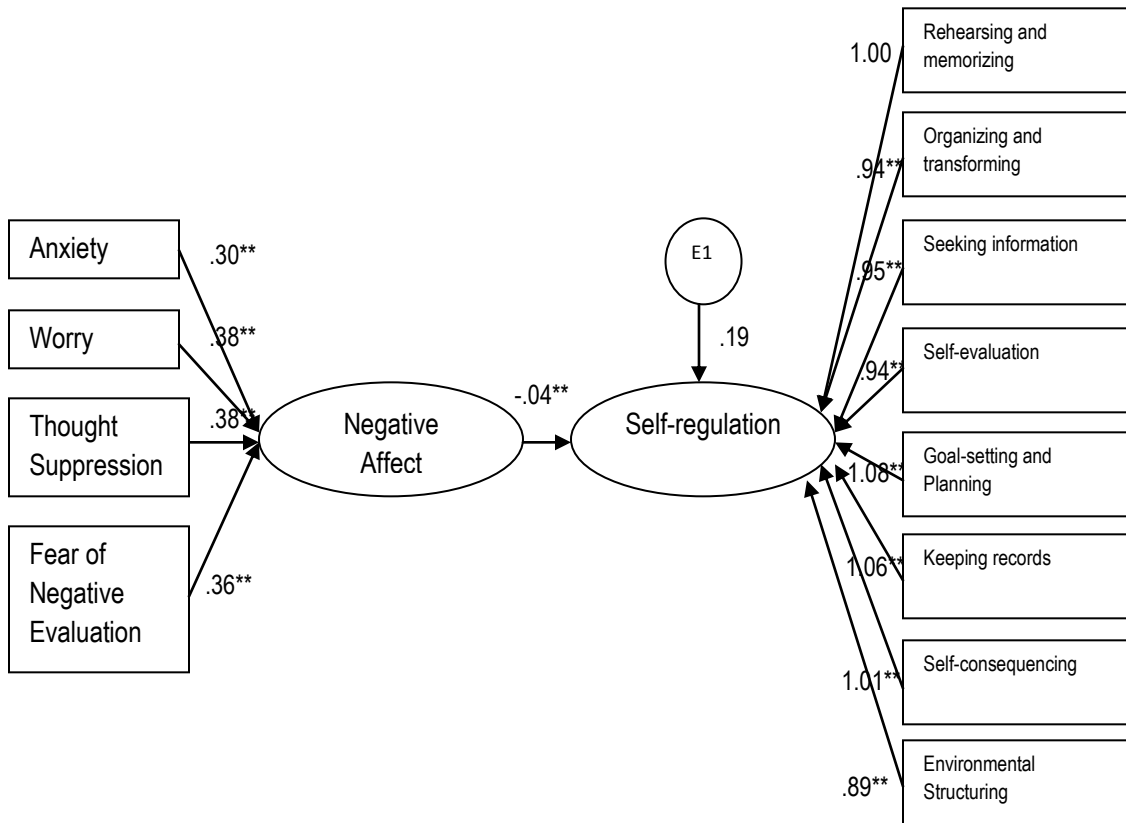 Anxiety
.30**
Worry
.38**
Thought
Suppression
.38**
Fear of
Negative
Evaluation
.36**
Negative
Affect
-.04**
E1
.19
Self-regulation
1.00
Rehearsing and
memorizing
.94**
Organizing and
transforming
.95**
Seeking information
.94**
Self-evaluation
1.08**
Goal-setting and
Planning
1.06**
Keeping records
1.01**
Self-consequencing
.89**
Environmental
Structuring